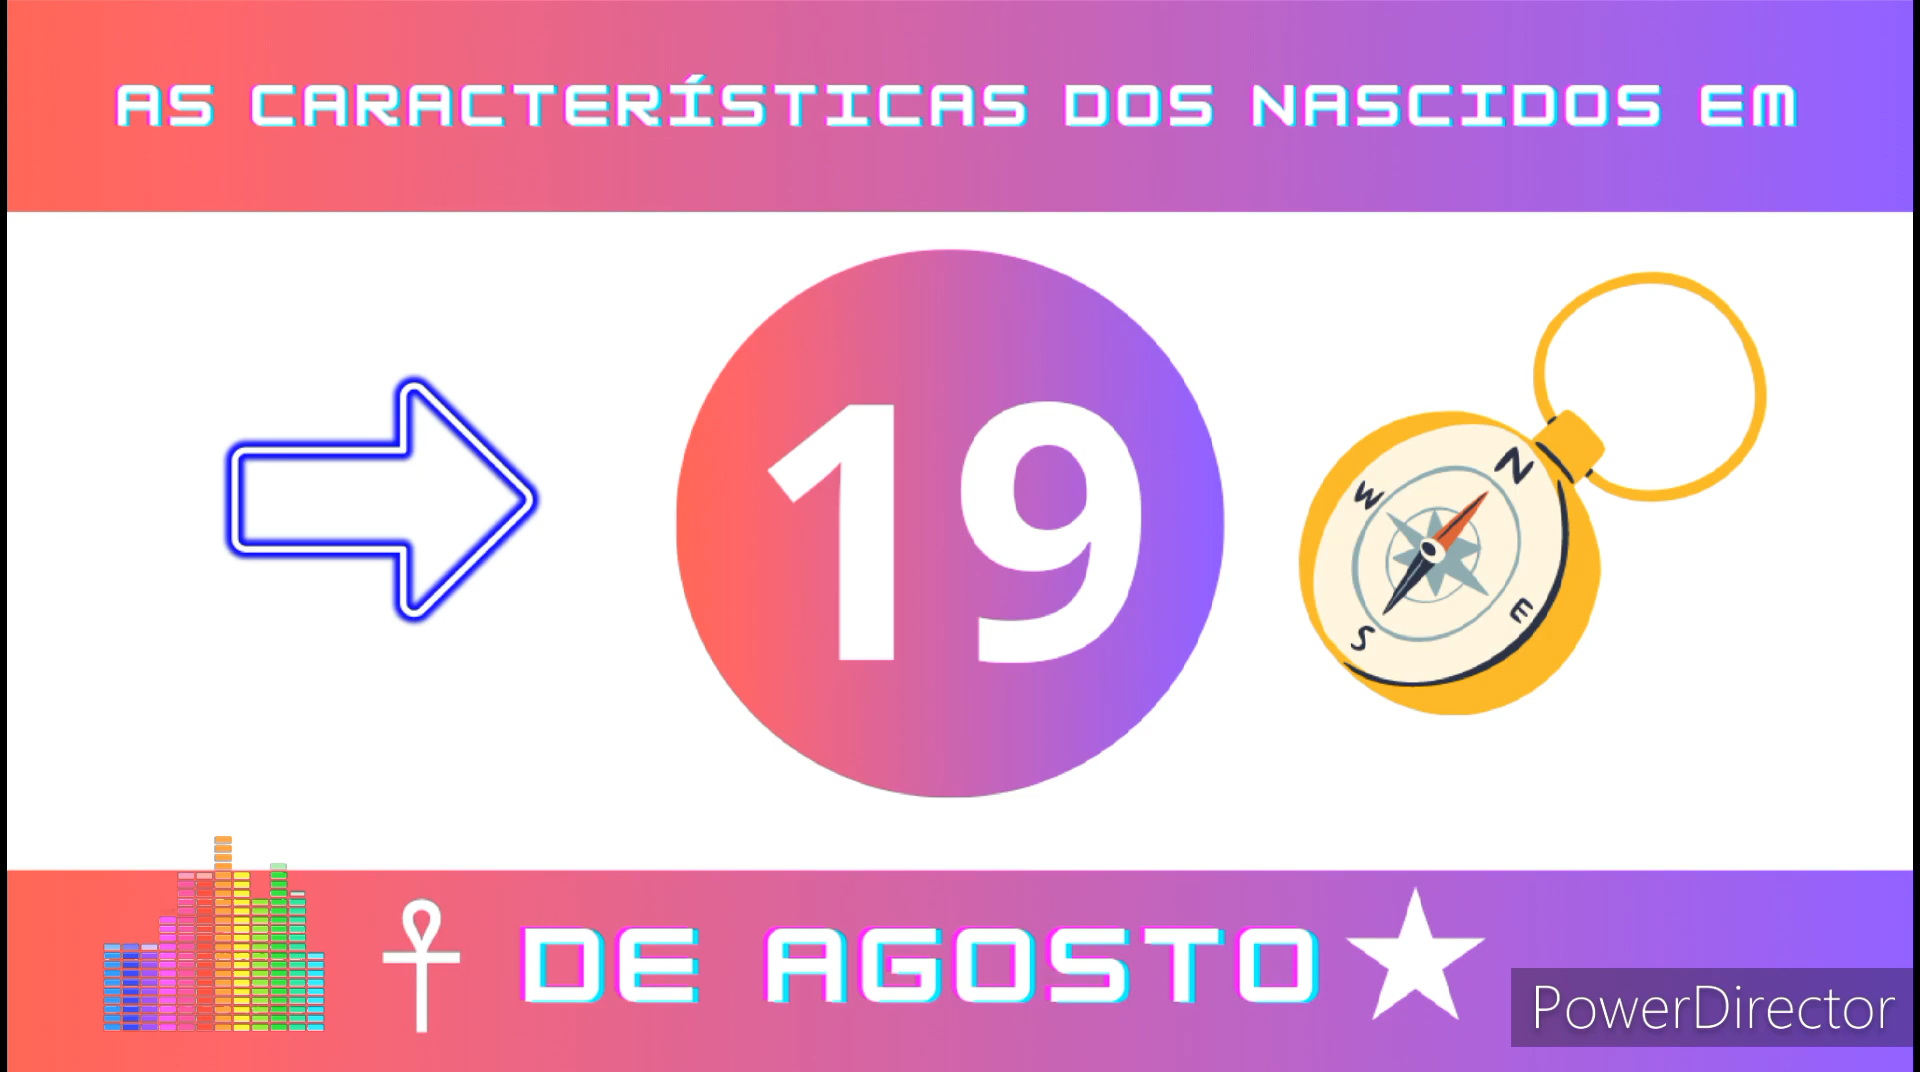 AS CARACTERÍSTICAS DOS NASCIDOS EM
19
N
W
E
S
DE AGOSTO
PowerDirector